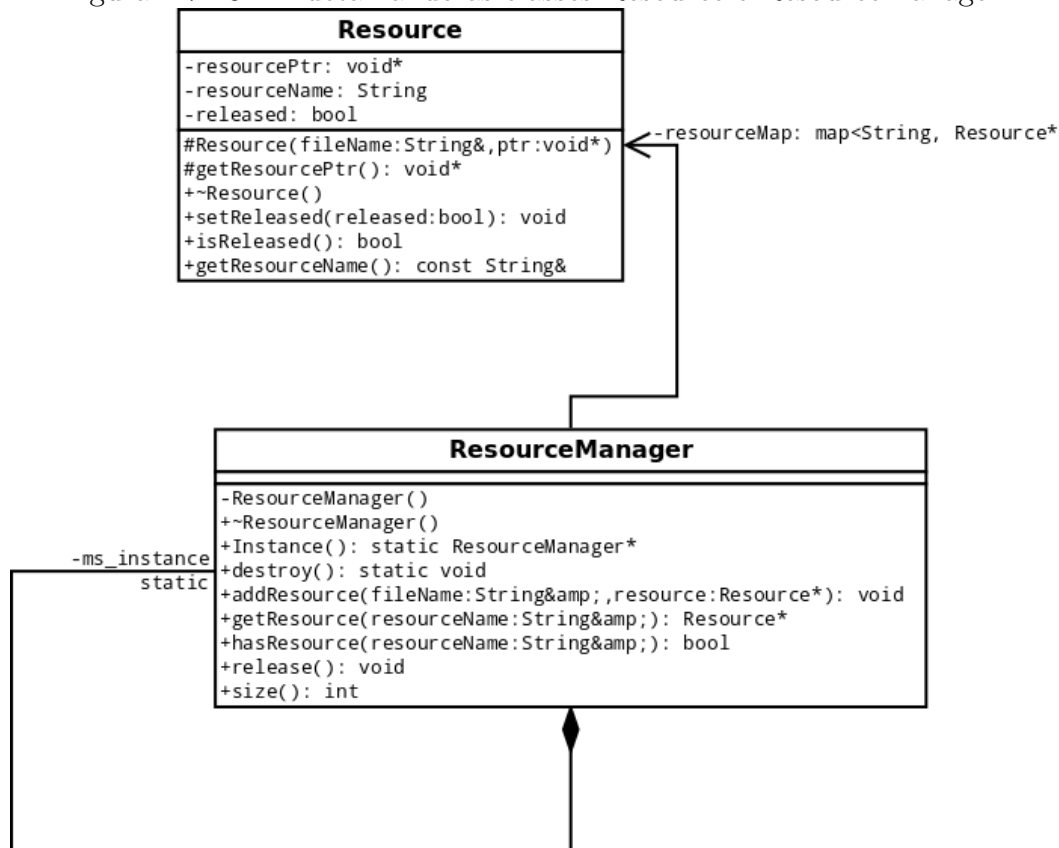 Resource
-resourcePtr: void*
-resourceName: String
-released: bool
#Resource(fileName:String&,ptr:void*)
#getResourcePtr(): void*
+~Resource()
+setReleased(released:bool): void
+isReleased(): bool
+getResourceName(): const String&
-resourceMap: map<String, Resource*
ResourceManager
-ResourceManager()
+~ResourceManager()
+Instance(): static ResourceManager*
+destroy(): static void
+addResource(fileName:String&amp;,resource:Resource*): void
+getResource(resourceName:String&amp;): Resource*
+hasResource(resourceName:String&amp;): bool
+release(): void
+size(): int
-ms_instance
static